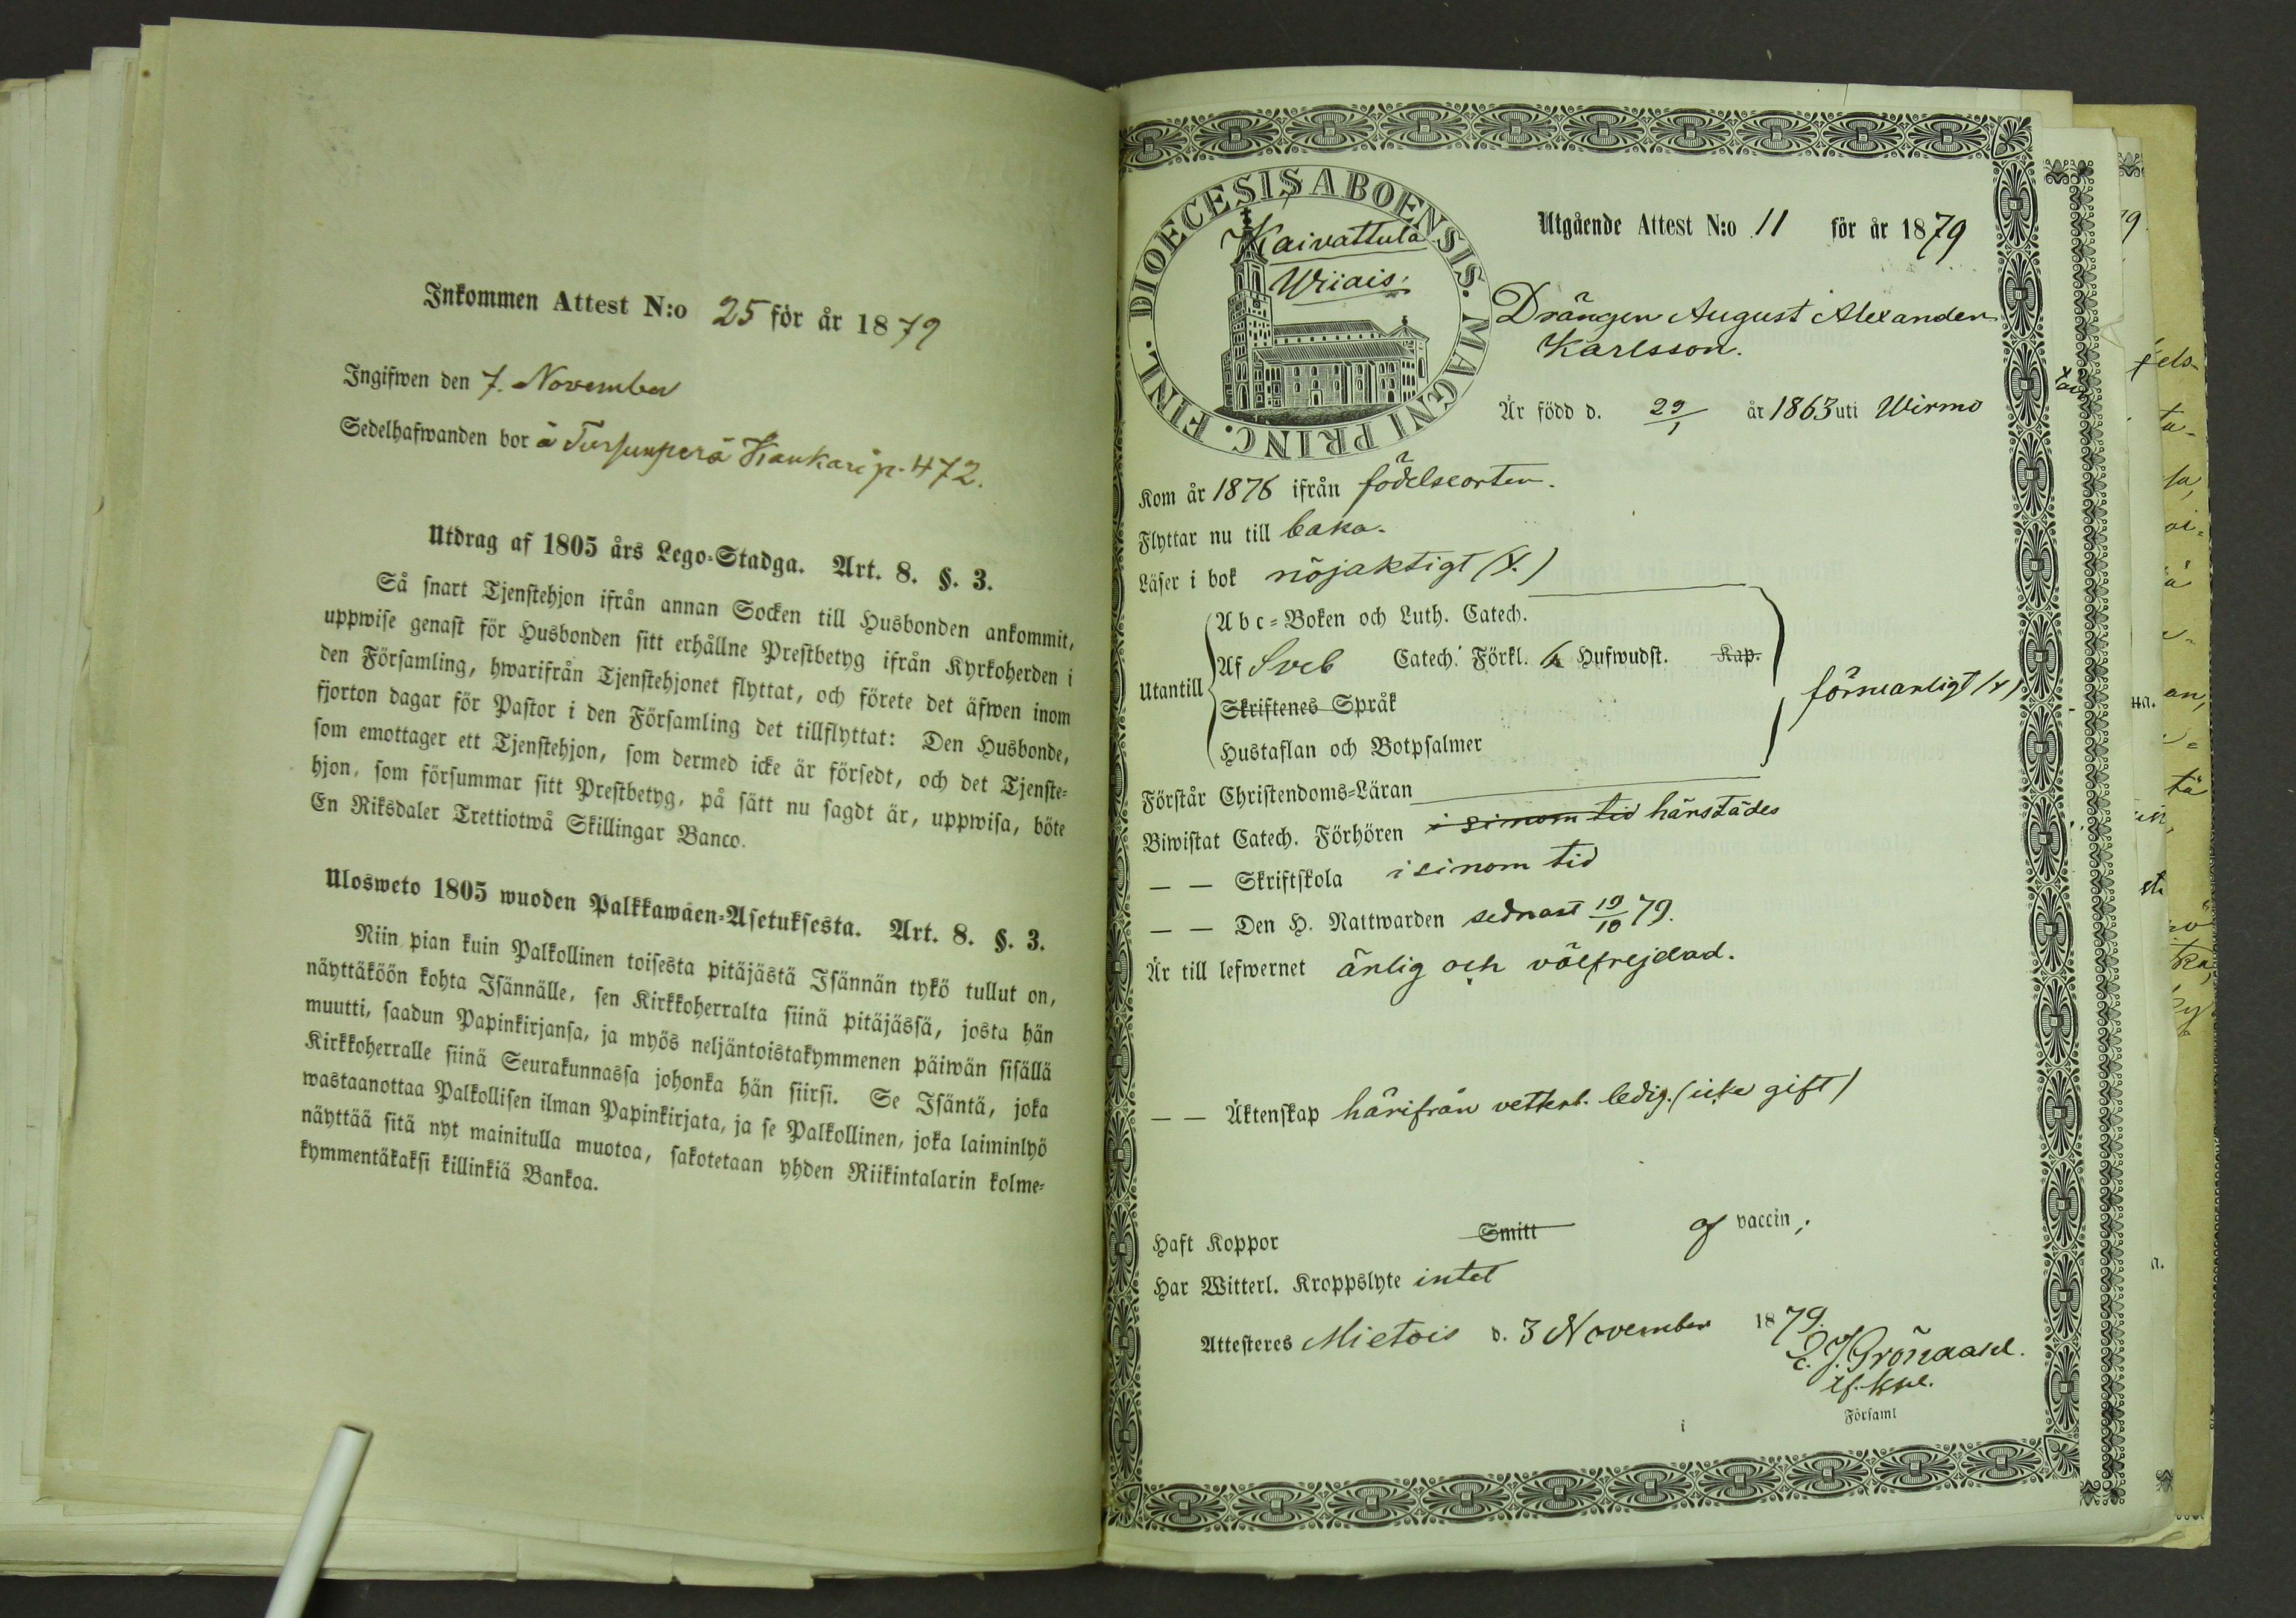 Inkommen Attest N:o 25 för år 1879
Ingifwen den 7. November
Sedelhafwanden bor å Tursunperä Kankari p. 472.
Utdrag af 1805 års Lego-Stadga. Art. 8. §. 3.
Så snart Tjenstehjon ifrån annan Socken till Husbonden ankommit,
uppwise genast för Husbonden sitt erhållne Prestbetyg ifrån Kyrkoherden i
den Församling, hwarifrån Tjenstehjonet flyttat, och förete det äfwen inom
fjorton dagar för Pastor i den Församling det tillflyttat: Den Husbonde,
som emottager ett Tjenstehjon, som dermed icke är försedt, och det Tjenste-
hjon, som försummar sitt Prestbetyg, på sätt nu sagdt är, uppwisa, böte
En Riksdaler Trettiotwå Skillingar Banco.
Ulosweto 1805 wuoden Palkkawäen-Asetuksesta. Art. 8. §. 3.
Niin pian kuin Palkollinen toisesta pitäjästä Isännän tykö tullut on,
näyttäköön kohta Isännälle, sen Kirkkoherralta siinä pitäjässä, josta hän
muutti, saadun Papinkirjansa, ja myös neljäntoistakymmenen päiwän sisällä
Kirkkoherralle siinä Seurakunnassa johonka hän siirsi. Se Isäntä, joka
wastaanottaa Palkollisen ilman Papinkirjata, ja se Palkollinen, joka laiminlyö
näyttää sitä nyt mainitulla muotoa, sakotetaan yhden Riikintalarin kolme-
kymmentäkaksi killinkiä Bankoa.
DIOECESIS ABOENSIS. MAGNI PRINC. FINL.
Kaivattula
Wiiais
Utgående Attest N:o 11 för år 1879
Drängen August Alexander
Karlsson.
Är född d. 29/1 år 1863 uti Wirmo
Kom år 1878 ifrån födelseorten.
Flyttar nu till baka.
Läser i bok nöjaktigt (x.)
Abc-Boken och Luth. Catech.
Af Sveb Catech. Förkl. 6 Hufwudst. Kap.
Utantill
försvarligt (x)
Skriftenes Språk
Hustaflan och Botpsalmer
Förstår Christendoms-Läran
Biwistat Catech. Förhören i sinom tid härstädes
— — Skriftskola i sinom tid
— — Den H. Nattwarden sednast 19/10 79.
Är till lefwernet ärlig och välfrejdad.
— — Äktenskap härifrån vetterl. ledig. (icke gift)
Haft Koppor Smitt af vaccin;
Har Witterl. Kroppslyte intet
Attesteres Mietois d. 3 November 1879.
Församl
i